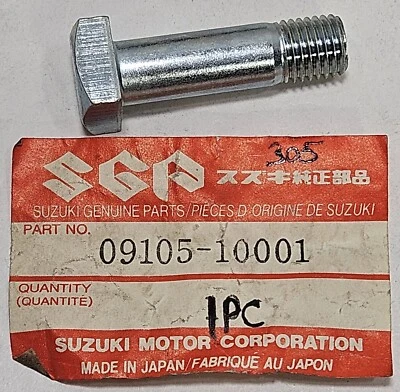 305
SGP スズキ純正部品
SUZUKI GENUINE PARTS/PIÈCES D'ORIGINE DE SUZUKI
PART NO.
09105-10001
QUANTITY
(QUANTITÉ)
1PC
SUZUKI MOTOR CORPORATION
MADE IN JAPAN/FABRIQUÉ AU JAPON